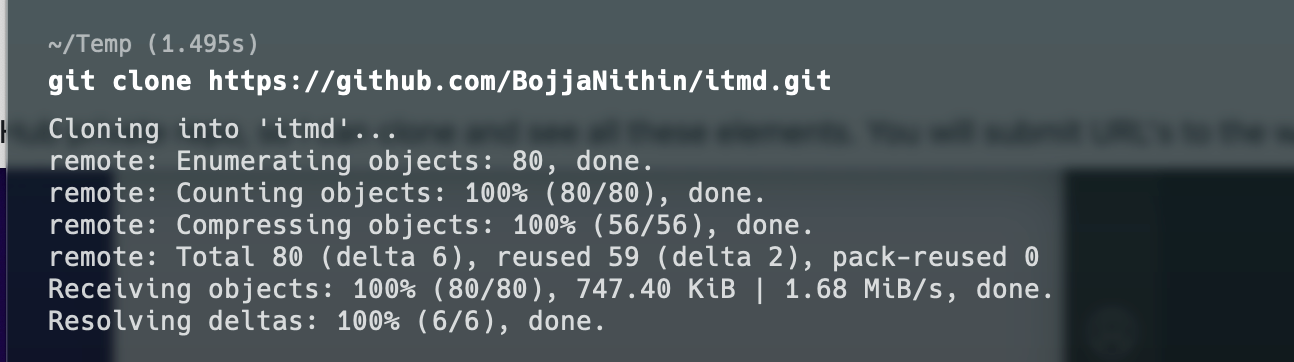 ~/Temp (1.495s)
git clone https://github.com/BojjaNithin/itmd.git
Cloning into 'itmd'...
remote: Enumerating objects: 80, done.
remote: Counting objects: 100% (80/80), done.
remote: Compressing objects: 100% (56/56), done.
remote: Total 80 (delta 6), reused 59 (delta 2), pack-reused 0
Receiving objects: 100% (80/80), 747.40 KiB | 1.68 MiB/s, done.
Resolving deltas: 100% (6/6), done.